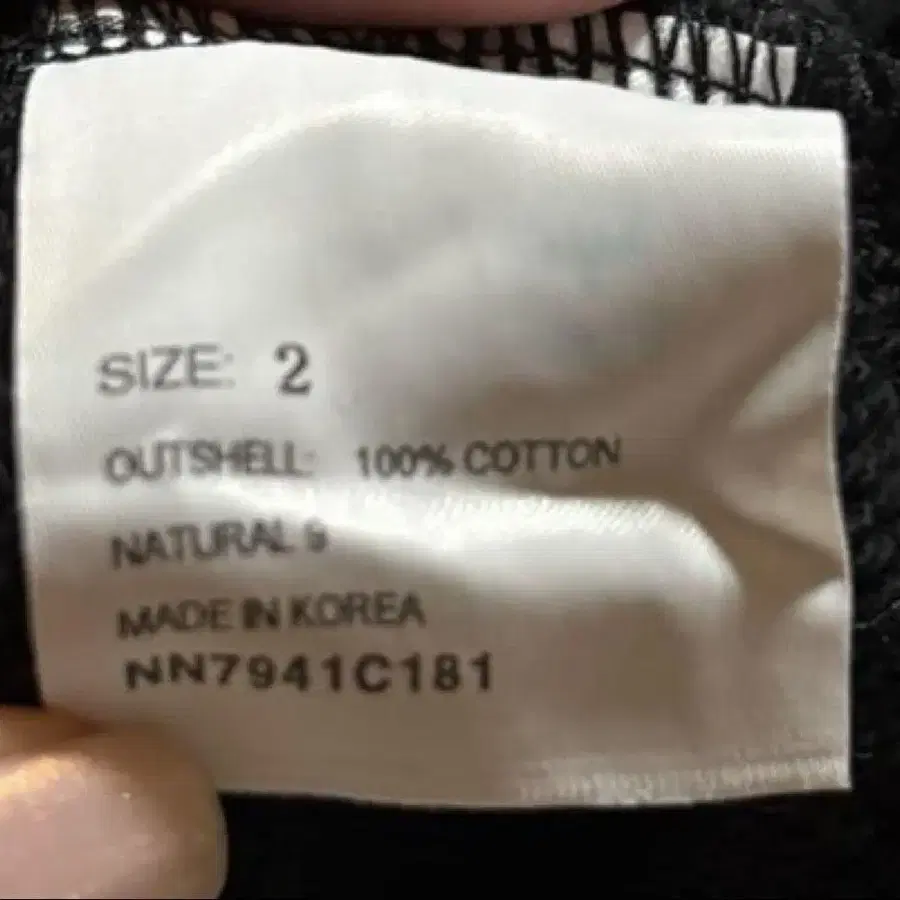 SIZE: 2
OUTSHELL: 100% COTTON
NATURAL 9
MADE IN KOREA
NN7941C181